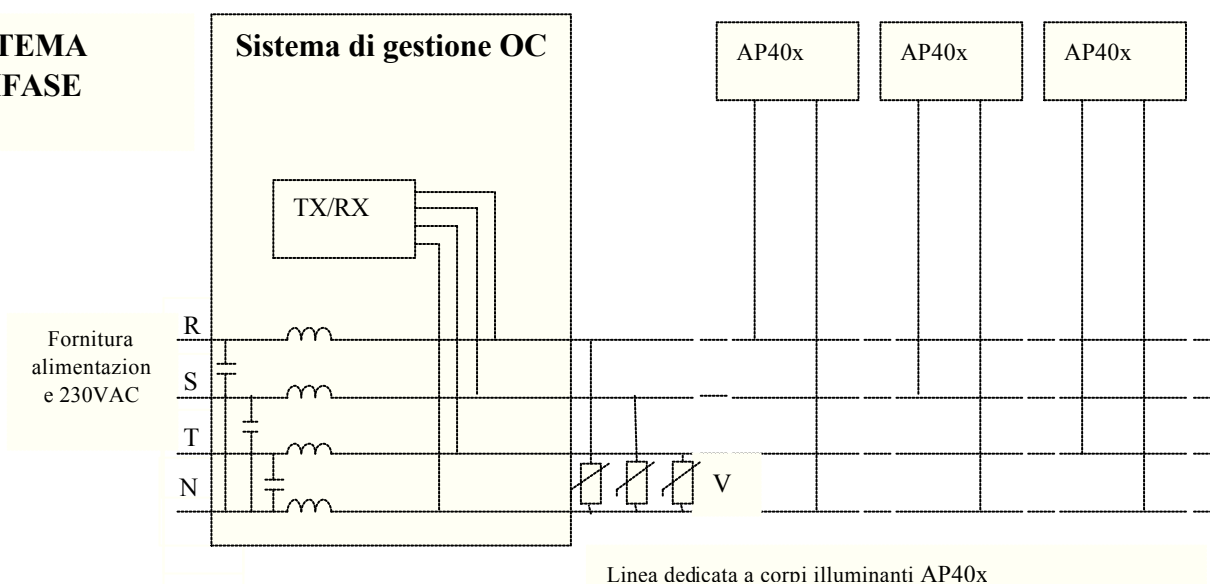 TEMA
FASE
Sistema di gestione OC
AP40x
AP40x
AP40x
TX/RX
Fornitura
alimentazion
e 230VAC
R
S
T
N
V
Linea dedicata a corpi illuminanti AP40x